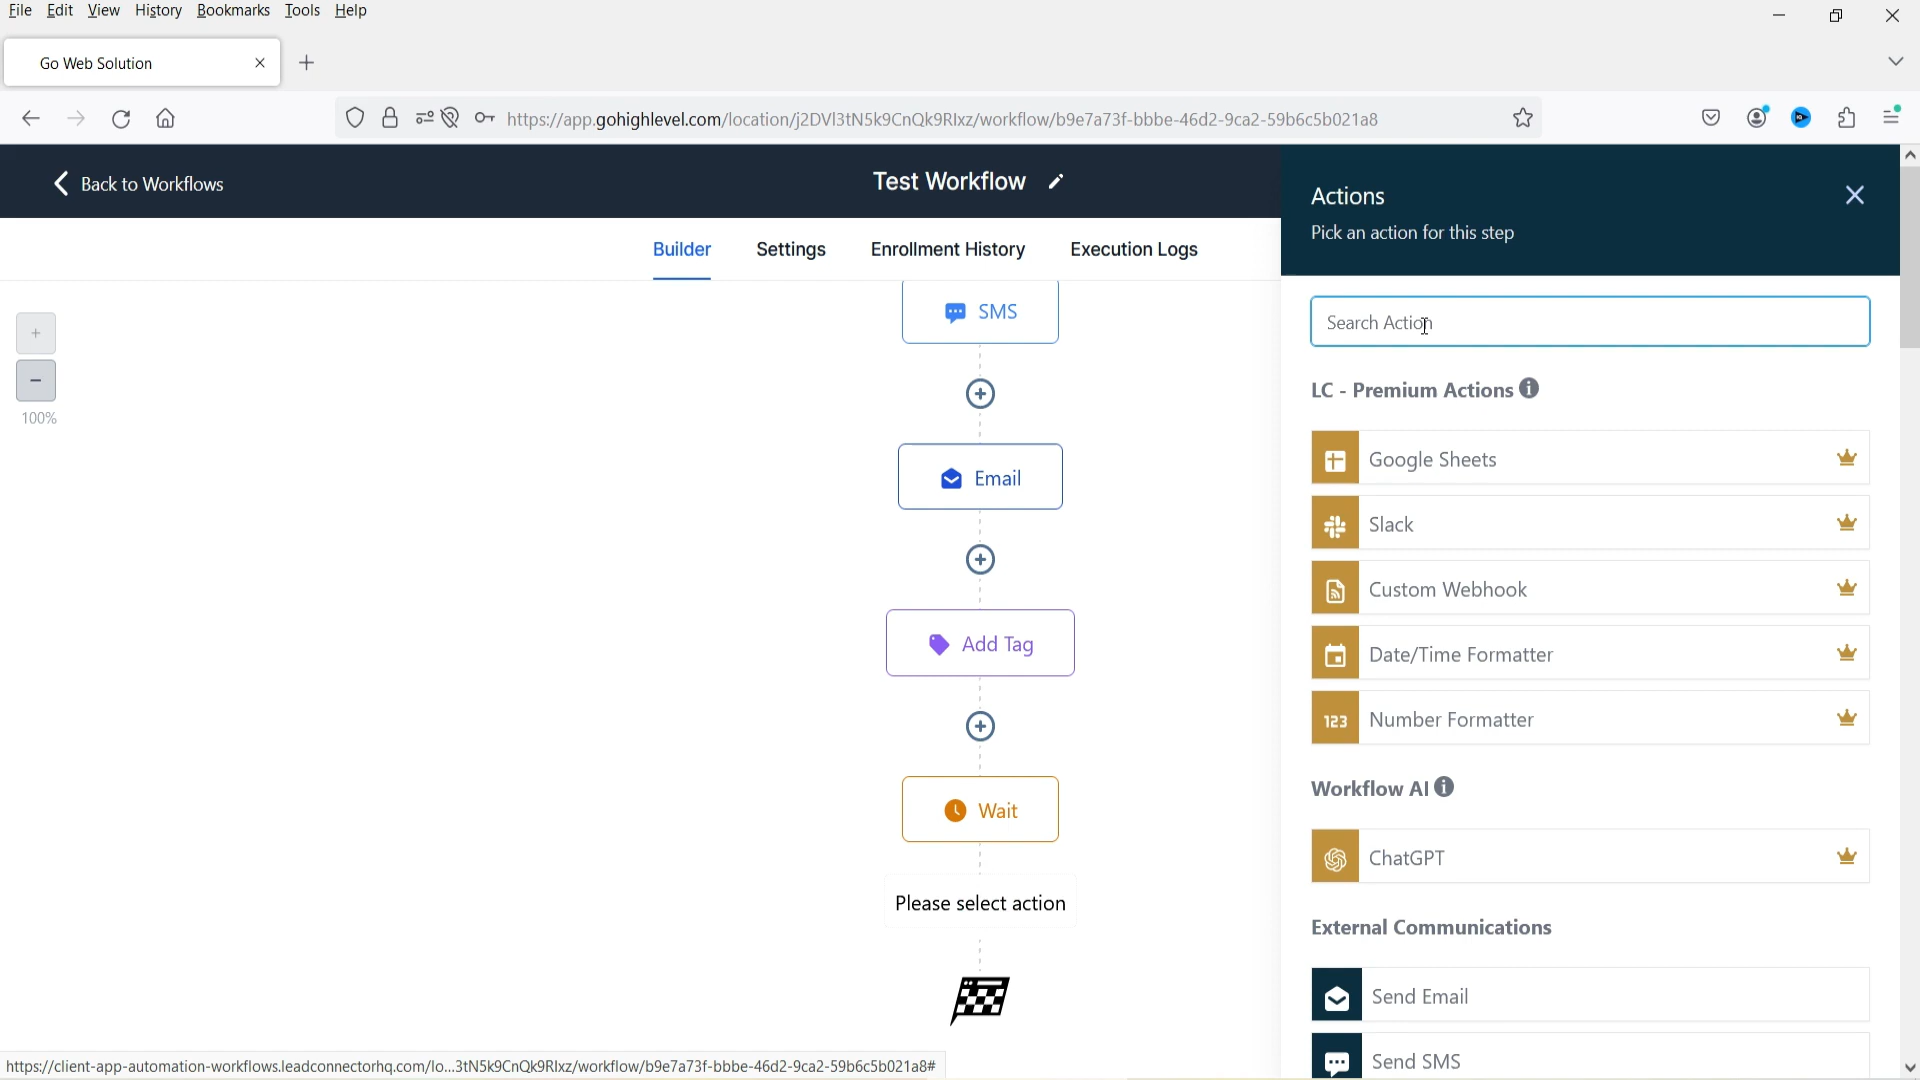 File Edit View History Bookmarks Tools Help
Go Web Solution
https://app.gohighlevel.com/location/j2DVl3tN5k9CnQk9RIxz/workflow/b9e7a73f-bbbe-46d2-9ca2-59b6c5b021a8
Back to Workflows
Test Workflow
Builder Settings Enrollment History Execution Logs
+
−
100%
SMS
Email
Add Tag
Wait
Please select action
Actions
Pick an action for this step
Search Action
LC - Premium Actions
Google Sheets
Slack
Custom Webhook
Date/Time Formatter
123 Number Formatter
Workflow AI
ChatGPT
External Communications
Send Email
Send SMS
https://client-app-automation-workflows.leadconnectorhq.com/lo...3tN5k9CnQk9RIxz/workflow/b9e7a73f-bbbe-46d2-9ca2-59b6c5b021a8#